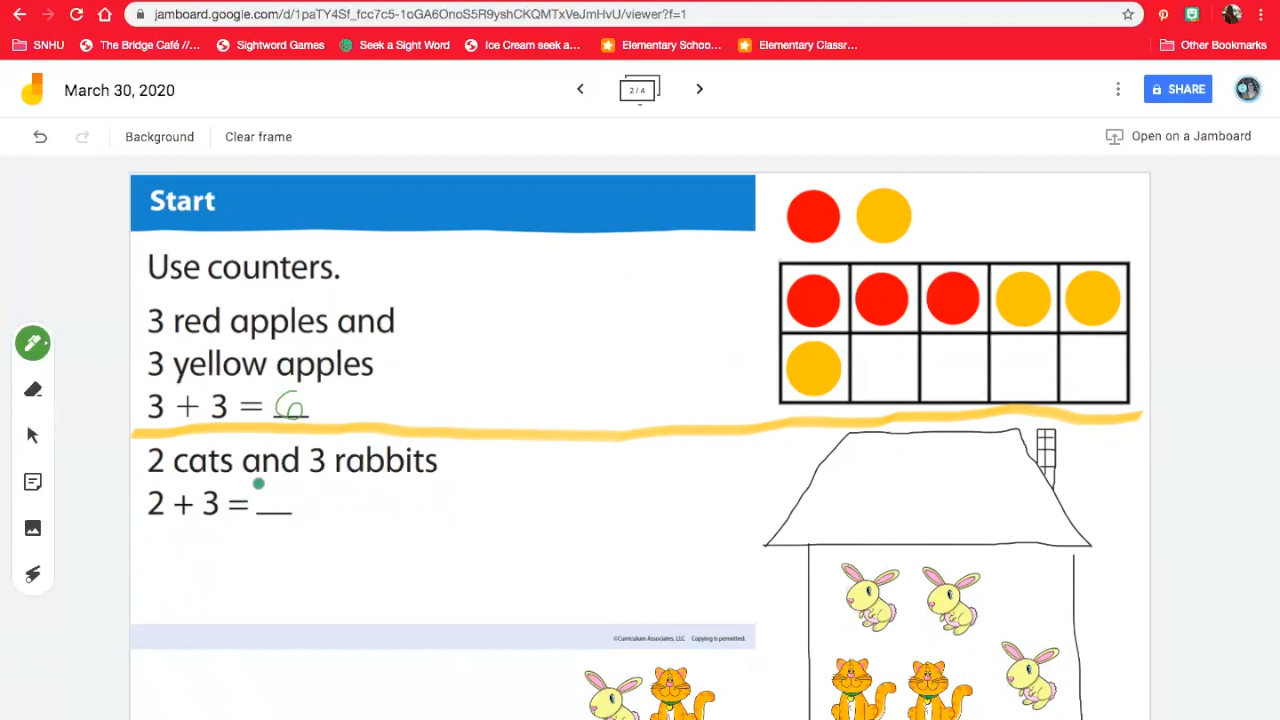 jamboard.google.com/d/1paTY4Sf_fcc7c5-1oGA6OnoS5R9yshCKQMTxVeJmHvU/viewer?f=1
SNHU The Bridge Café //... Sightword Games Seek a Sight Word Ice Cream seek a... Elementary Schoo... Elementary Classr... Other Bookmarks
March 30, 2020 2 / 4 SHARE
Background Clear frame Open on a Jamboard
Start
Use counters.
3 red apples and
3 yellow apples
3 + 3 = 6
2 cats and 3 rabbits
2 + 3 = __
©Curriculum Associates, LLC Copying is permitted.